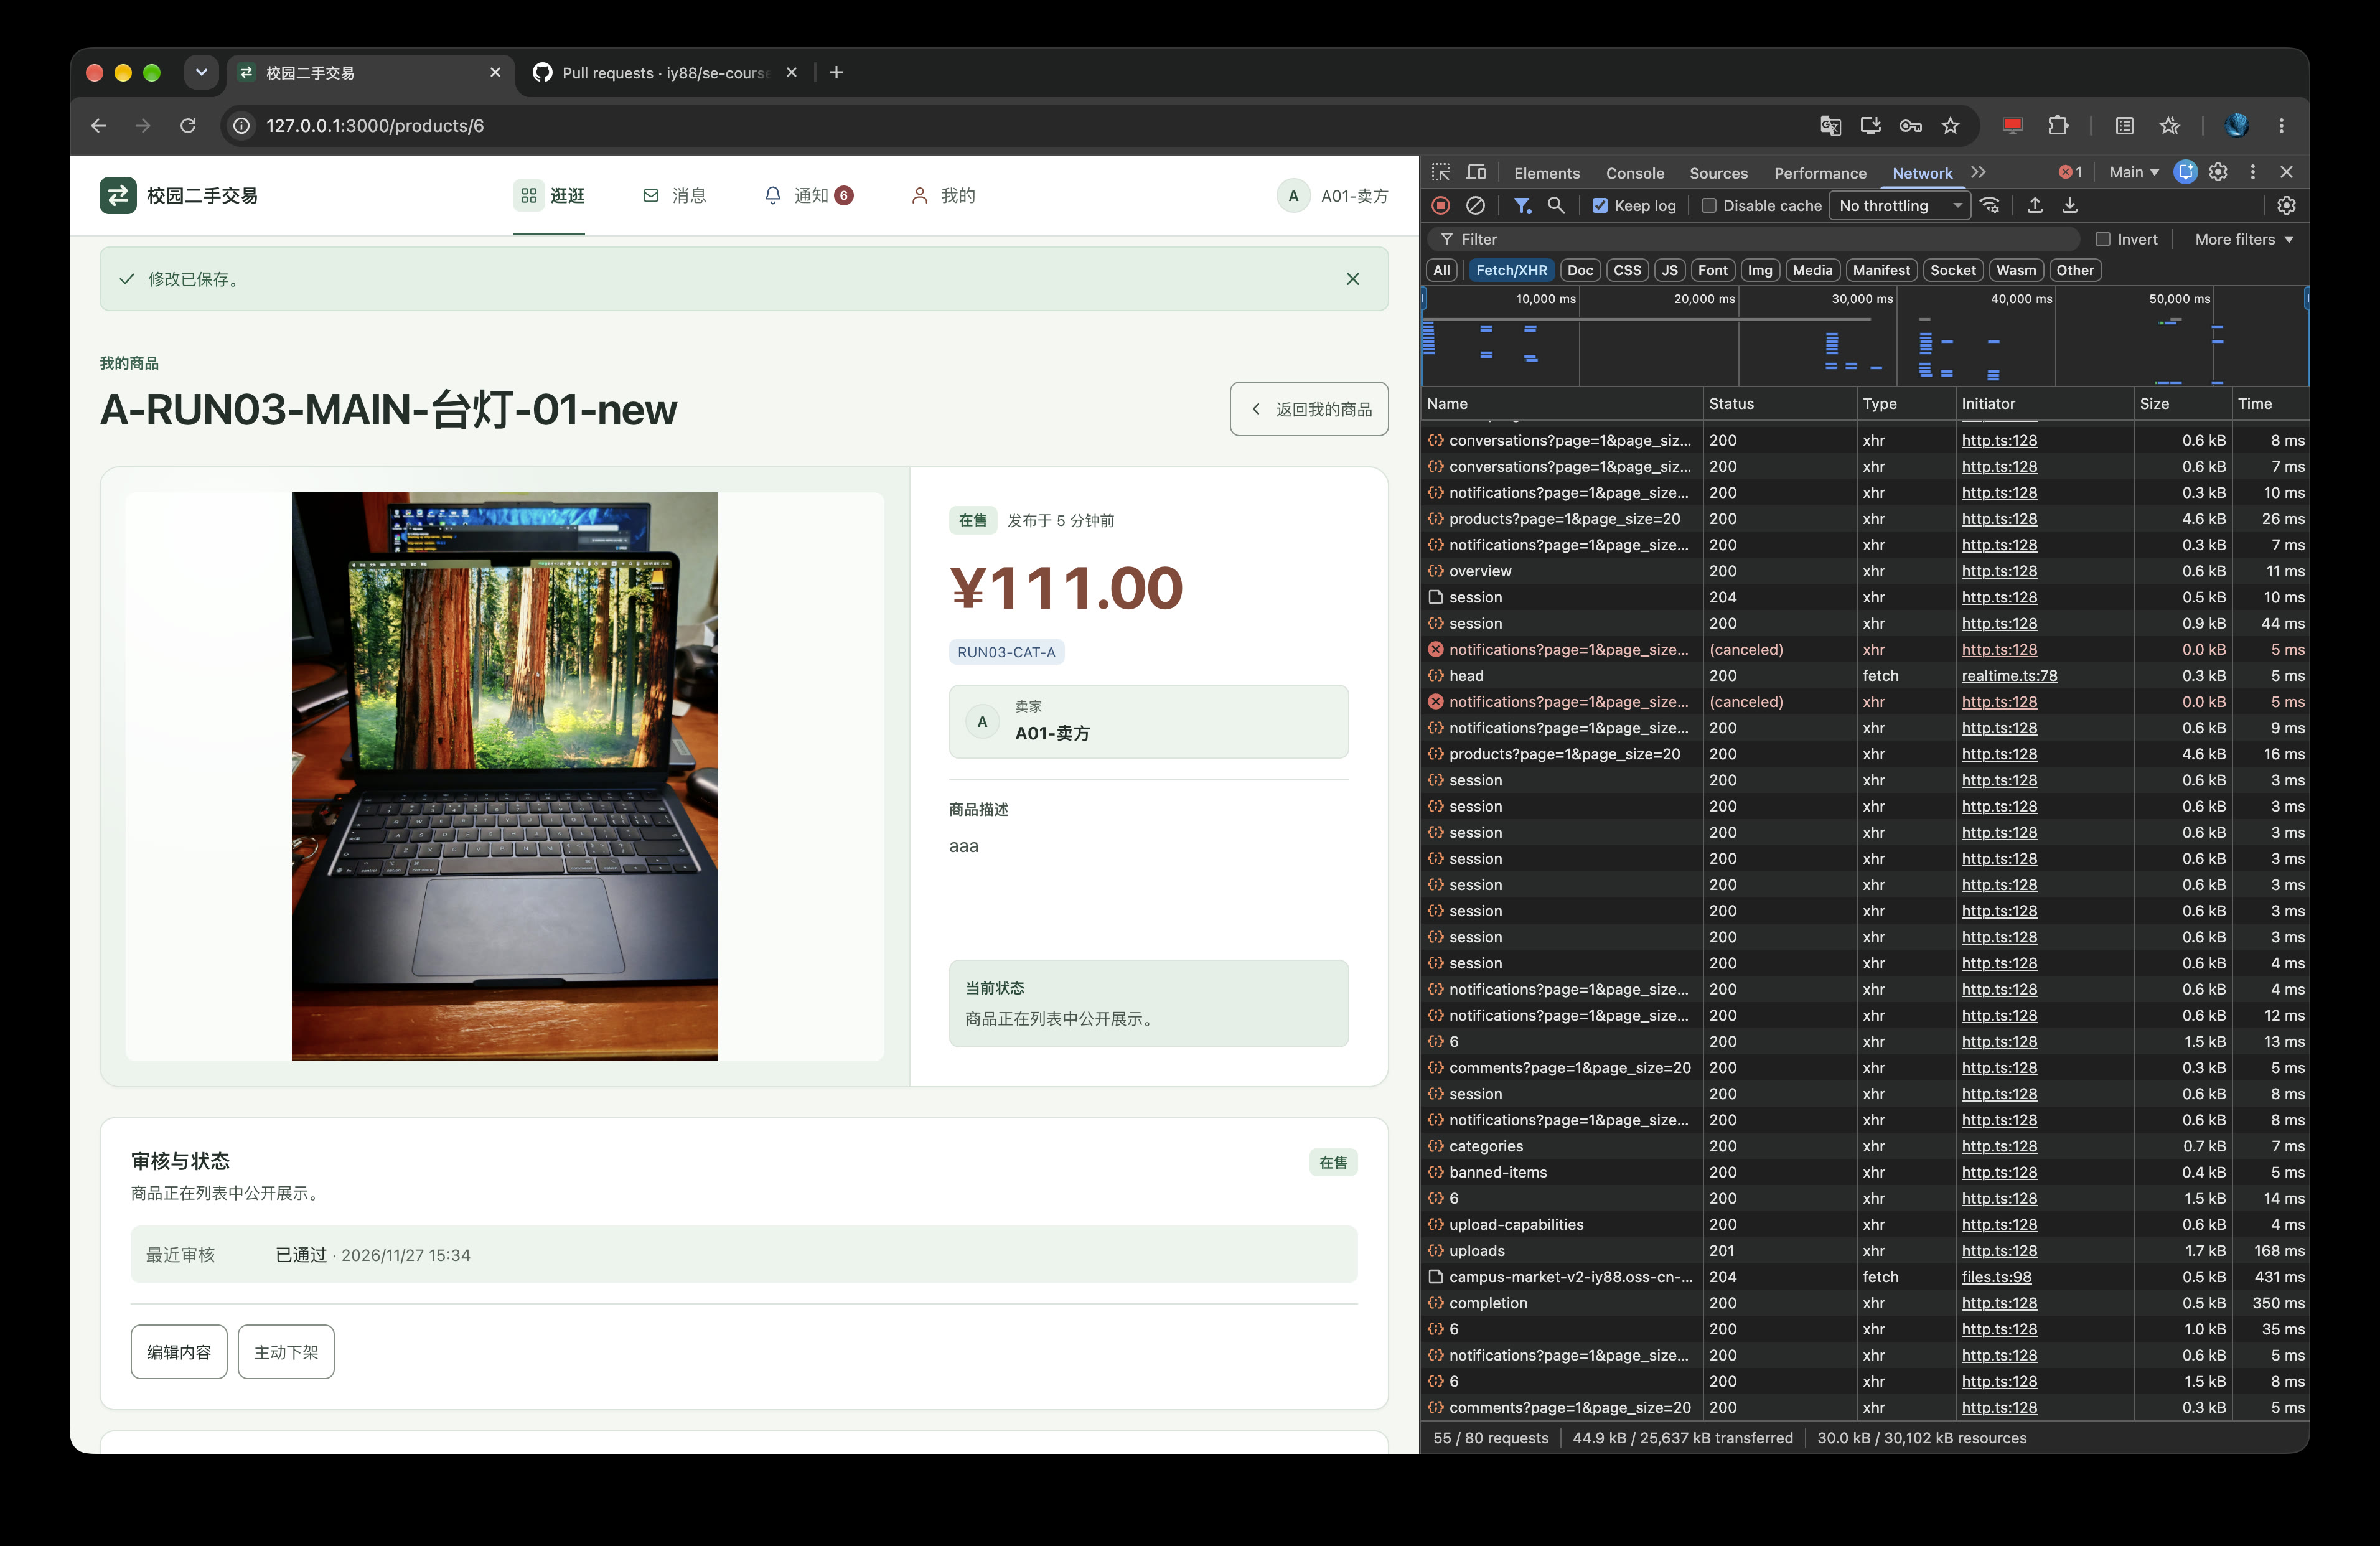 校园二手交易
Pull requests · iy88/se-course
127.0.0.1:3000/products/6
校园二手交易
逛逛
消息
通知 6
我的
A A01-卖方
修改已保存。
我的商品
A-RUN03-MAIN-台灯-01-new
返回我的商品
在售 发布于 5 分钟前
¥111.00
RUN03-CAT-A
A
卖家
A01-卖方
商品描述
aaa
当前状态
商品正在列表中公开展示。
审核与状态
在售
商品正在列表中公开展示。
最近审核 已通过 · 2026/11/27 15:34
编辑内容 主动下架
Elements Console Sources Performance Network 1 Main
Keep log Disable cache No throttling
Filter Invert More filters
All Fetch/XHR Doc CSS JS Font Img Media Manifest Socket Wasm Other
10,000 ms 20,000 ms 30,000 ms 40,000 ms 50,000 ms
Name Status Type Initiator Size Time
conversations?page=1&page_siz... 200 xhr http.ts:128 0.6 kB 8 ms
conversations?page=1&page_siz... 200 xhr http.ts:128 0.6 kB 7 ms
notifications?page=1&page_size... 200 xhr http.ts:128 0.3 kB 10 ms
products?page=1&page_size=20 200 xhr http.ts:128 4.6 kB 26 ms
notifications?page=1&page_size... 200 xhr http.ts:128 0.3 kB 7 ms
overview 200 xhr http.ts:128 0.6 kB 11 ms
session 204 xhr http.ts:128 0.5 kB 10 ms
session 200 xhr http.ts:128 0.9 kB 44 ms
notifications?page=1&page_size... (canceled) xhr http.ts:128 0.0 kB 5 ms
head 200 fetch realtime.ts:78 0.3 kB 5 ms
notifications?page=1&page_size... (canceled) xhr http.ts:128 0.0 kB 5 ms
notifications?page=1&page_size... 200 xhr http.ts:128 0.6 kB 9 ms
products?page=1&page_size=20 200 xhr http.ts:128 4.6 kB 16 ms
session 200 xhr http.ts:128 0.6 kB 3 ms
session 200 xhr http.ts:128 0.6 kB 3 ms
session 200 xhr http.ts:128 0.6 kB 3 ms
session 200 xhr http.ts:128 0.6 kB 3 ms
session 200 xhr http.ts:128 0.6 kB 3 ms
session 200 xhr http.ts:128 0.6 kB 3 ms
session 200 xhr http.ts:128 0.6 kB 3 ms
session 200 xhr http.ts:128 0.6 kB 4 ms
notifications?page=1&page_size... 200 xhr http.ts:128 0.6 kB 4 ms
notifications?page=1&page_size... 200 xhr http.ts:128 0.6 kB 12 ms
6 200 xhr http.ts:128 1.5 kB 13 ms
comments?page=1&page_size=20 200 xhr http.ts:128 0.3 kB 5 ms
session 200 xhr http.ts:128 0.6 kB 8 ms
notifications?page=1&page_size... 200 xhr http.ts:128 0.6 kB 8 ms
categories 200 xhr http.ts:128 0.7 kB 7 ms
banned-items 200 xhr http.ts:128 0.4 kB 5 ms
6 200 xhr http.ts:128 1.5 kB 14 ms
upload-capabilities 200 xhr http.ts:128 0.6 kB 4 ms
uploads 201 xhr http.ts:128 1.7 kB 168 ms
campus-market-v2-iy88.oss-cn-... 204 fetch files.ts:98 0.5 kB 431 ms
completion 200 xhr http.ts:128 0.5 kB 350 ms
6 200 xhr http.ts:128 1.0 kB 35 ms
notifications?page=1&page_size... 200 xhr http.ts:128 0.6 kB 5 ms
6 200 xhr http.ts:128 1.5 kB 8 ms
comments?page=1&page_size=20 200 xhr http.ts:128 0.3 kB 5 ms
55 / 80 requests 44.9 kB / 25,637 kB transferred 30.0 kB / 30,102 kB resources